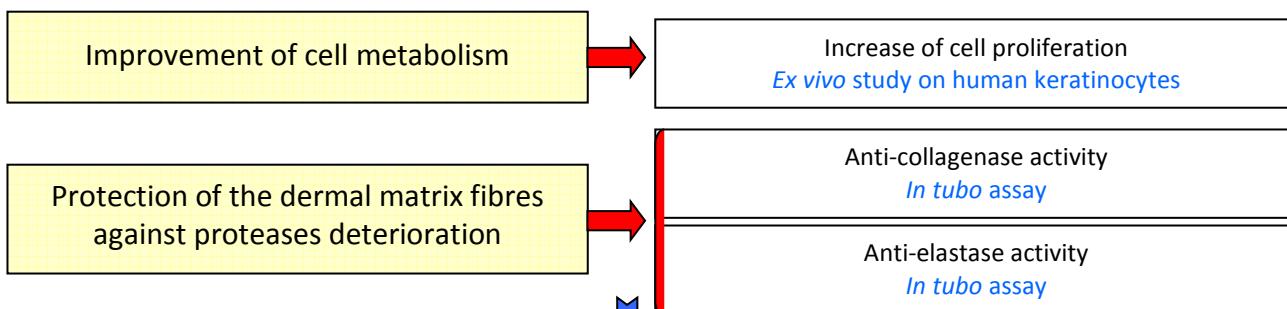 Improvement of cell metabolism
Increase of cell proliferation
Ex vivo study on human keratinocytes
Protection of the dermal matrix fibres
against proteases deterioration
Anti-collagenase activity
In tubo assay
Anti-elastase activity
In tubo assay